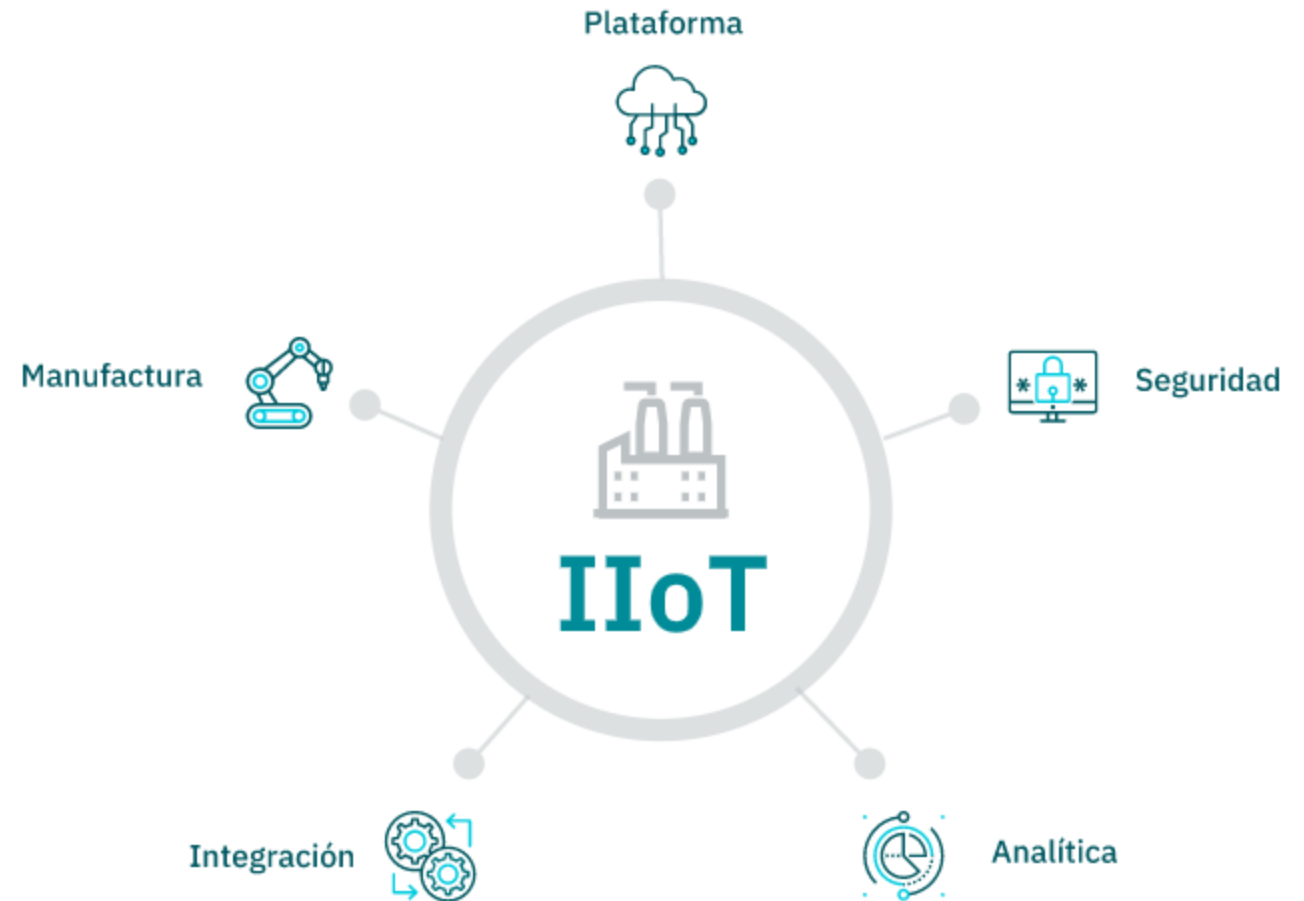 Plataforma
Manufactura
Seguridad
IIoT
Integración
Analítica